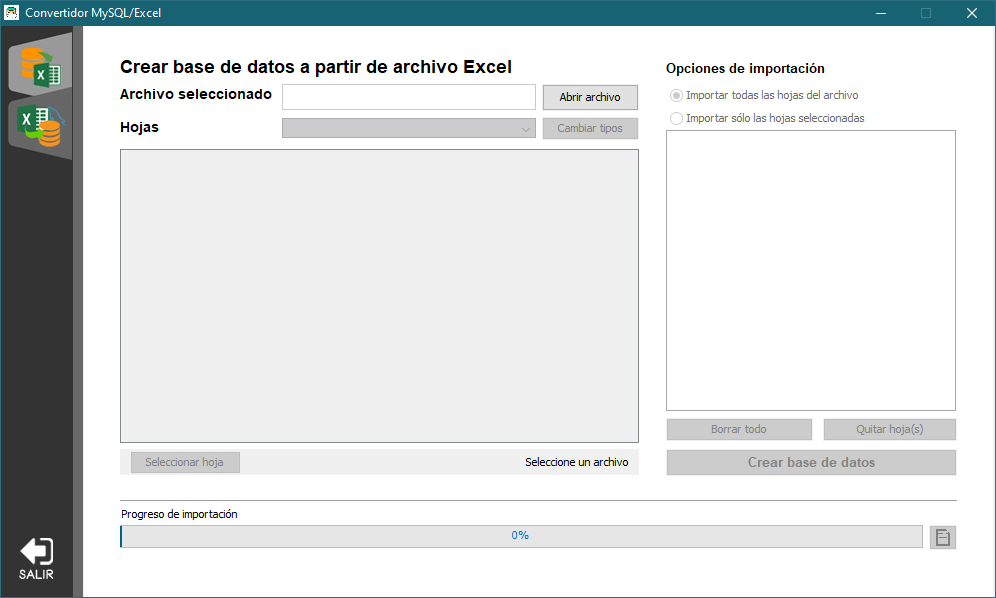 Convertidor MySQL/Excel
Crear base de datos a partir de archivo Excel
Archivo seleccionado
Abrir archivo
Hojas
Cambiar tipos
Seleccionar hoja
Seleccione un archivo
Opciones de importación
Importar todas las hojas del archivo
Importar sólo las hojas seleccionadas
Borrar todo
Quitar hoja(s)
Crear base de datos
Progreso de importación
0%
X
X
SALIR